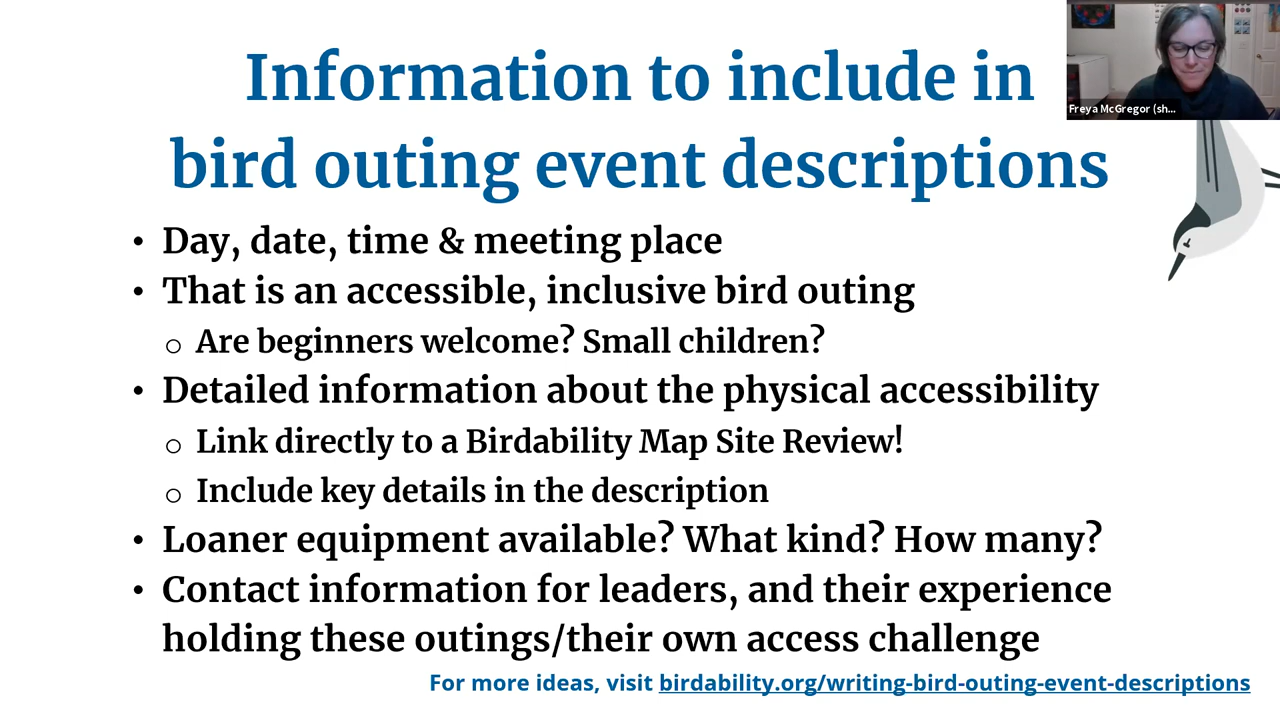 Information to include in
bird outing event descriptions
Freya McGregor (sh...
• Day, date, time & meeting place
• That is an accessible, inclusive bird outing
o Are beginners welcome? Small children?
• Detailed information about the physical accessibility
o Link directly to a Birdability Map Site Review!
o Include key details in the description
• Loaner equipment available? What kind? How many?
• Contact information for leaders, and their experience
holding these outings/their own access challenge
For more ideas, visit birdability.org/writing-bird-outing-event-descriptions